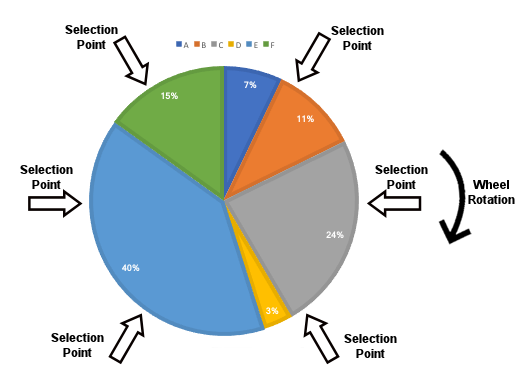 Selection
Point
Selection
Point
A B C D E F
15%
7%
11%
Selection
Point
Selection
Point
Wheel
Rotation
24%
40%
3%
Selection
Point
Selection
Point